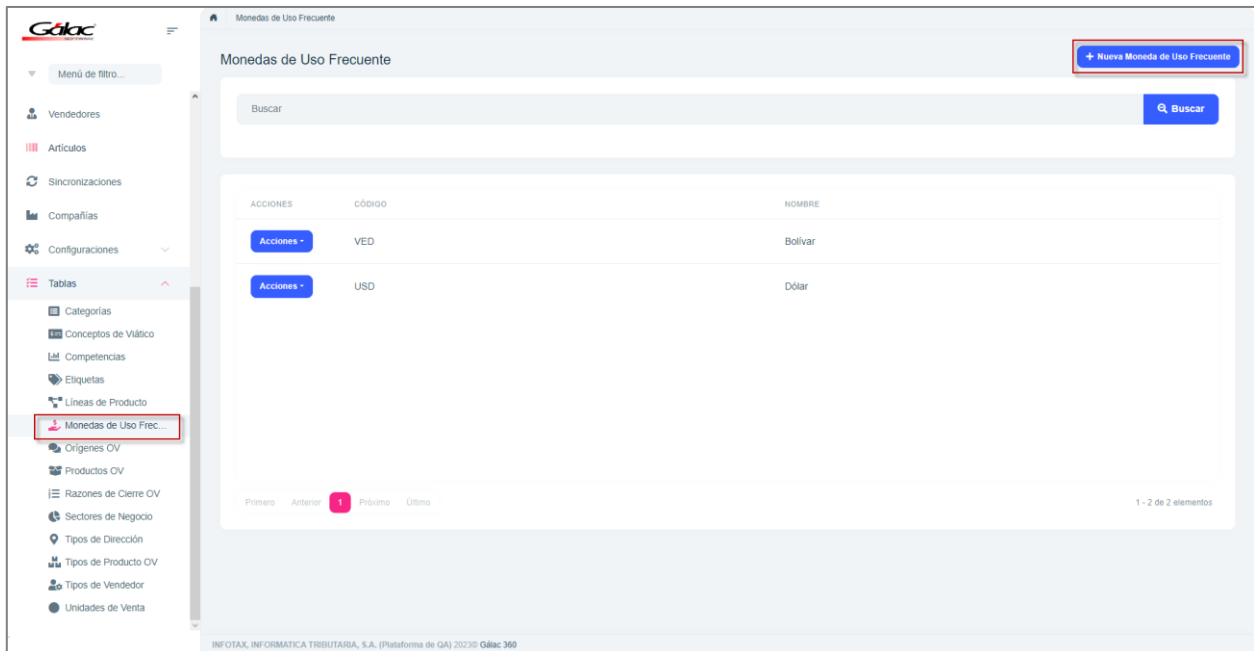 Gálac
SOFTWARE
Menú de filtro...
Vendedores
Artículos
Sincronizaciones
Compañías
Configuraciones
Tablas
Categorías
Conceptos de Viático
Competencias
Etiquetas
Líneas de Producto
Monedas de Uso Frec...
Orígenes OV
Productos OV
Razones de Cierre OV
Sectores de Negocio
Tipos de Dirección
Tipos de Producto OV
Tipos de Vendedor
Unidades de Venta
Monedas de Uso Frecuente
Monedas de Uso Frecuente
+ Nueva Moneda de Uso Frecuente
Buscar
Buscar
ACCIONES CÓDIGO NOMBRE
Acciones VED Bolívar
Acciones USD Dólar
Primero Anterior 1 Próximo Último
1 - 2 de 2 elementos
INFOTAX, INFORMATICA TRIBUTARIA, S.A. (Plataforma de QA) 2023© Gálac 360